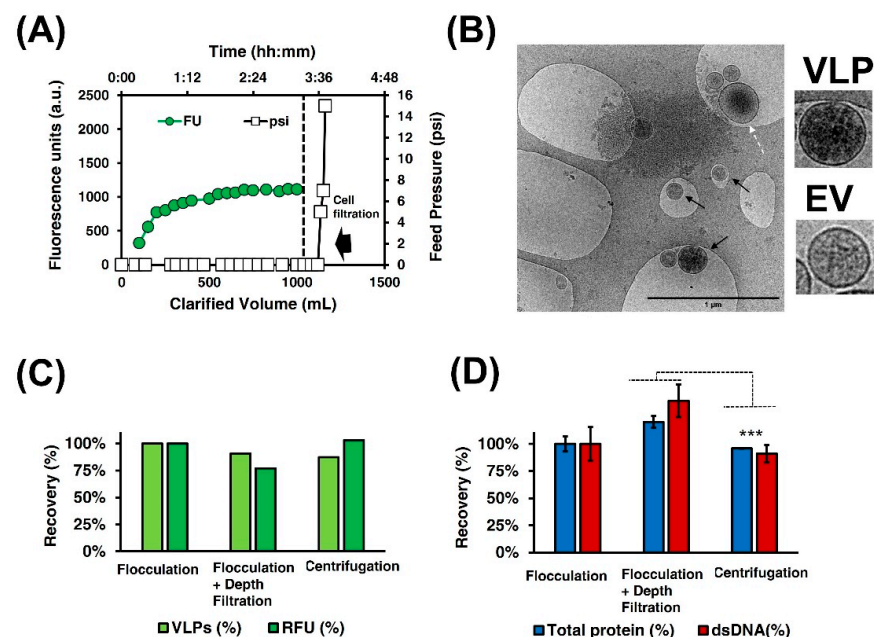 (A)
Time (hh:mm)
0:00 1:12 2:24 3:36 4:48
Fluorescence units (a.u.)
2500
2000
1500
1000
500
0
FU
psi
Cell
filtration
16
14
12
10
8
6
4
2
0
Feed Pressure (psi)
0 500 1000 1500
Clarified Volume (mL)
(B)
1 µm
VLP
EV
(C)
Recovery (%)
100%
75%
50%
25%
0%
Flocculation
Flocculation
+ Depth
Filtration
Centrifugation
VLPs (%)
RFU (%)
(D)
Recovery (%)
100%
75%
50%
25%
0%
***
Flocculation
Flocculation
+ Depth
Filtration
Centrifugation
Total protein (%)
dsDNA(%)